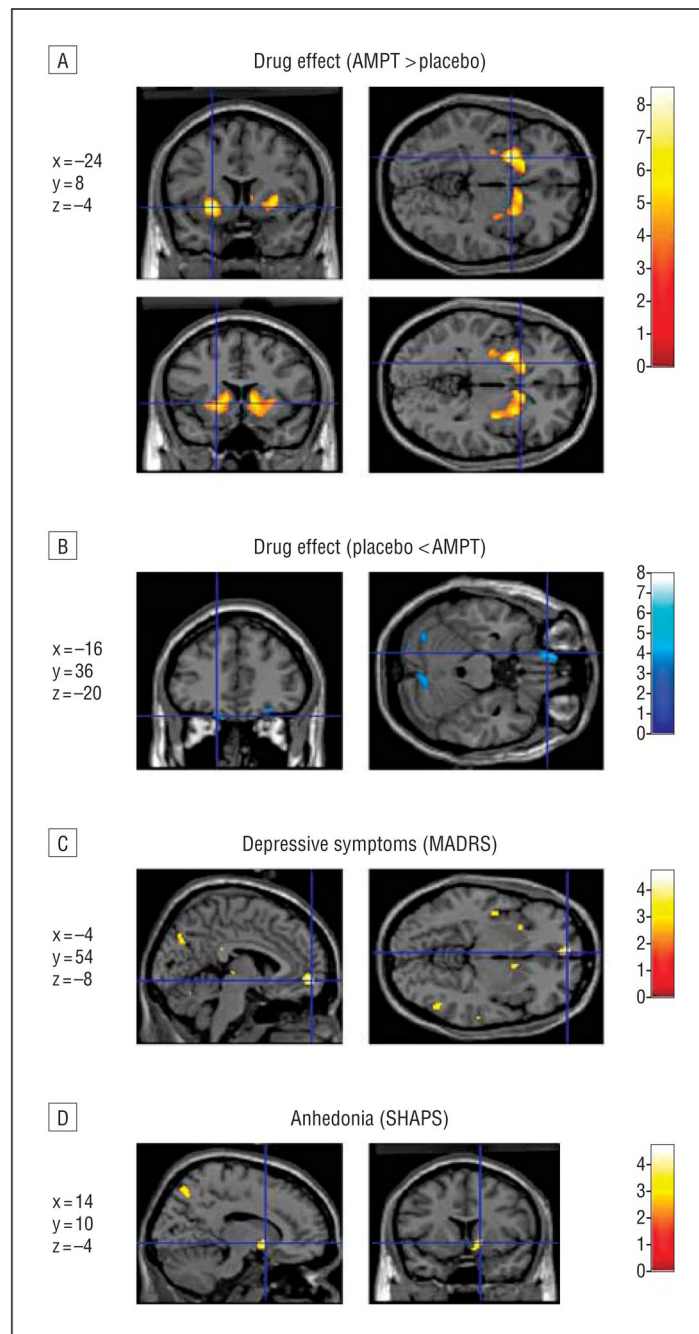 A
Drug effect (AMPT > placebo)
x = –24
y = 8
z = –4
8
7
6
5
4
3
2
1
0
B
Drug effect (placebo < AMPT)
x = –16
y = 36
z = –20
8
7
6
5
4
3
2
1
0
C
Depressive symptoms (MADRS)
x = –4
y = 54
z = –8
4
3
2
1
0
D
Anhedonia (SHAPS)
x = 14
y = 10
z = –4
4
3
2
1
0